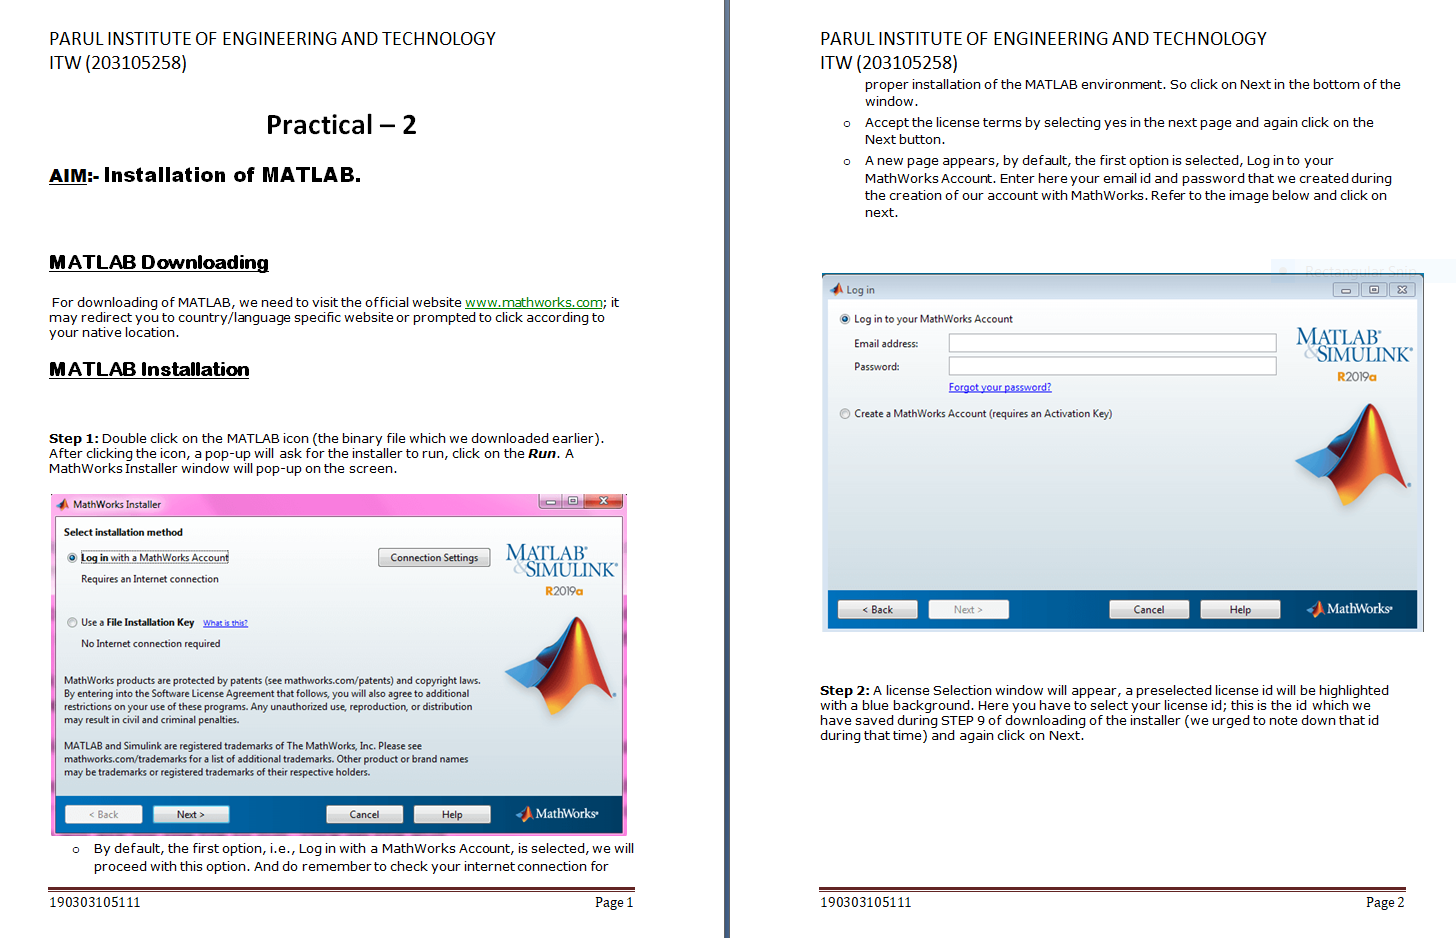 PARUL INSTITUTE OF ENGINEERING AND TECHNOLOGY
ITW (203105258)
Practical – 2
AIM:- Installation of MATLAB.
MATLAB Downloading
For downloading of MATLAB, we need to visit the official website www.mathworks.com; it
may redirect you to country/language specific website or prompted to click according to
your native location.
MATLAB Installation
Step 1: Double click on the MATLAB icon (the binary file which we downloaded earlier).
After clicking the icon, a pop-up will ask for the installer to run, click on the Run. A
MathWorks Installer window will pop-up on the screen.
MathWorks Installer
Select installation method
Log in with a MathWorks Account
Connection Settings
Requires an Internet connection
MATLAB®
&SIMULINK®
R2019a
Use a File Installation Key What is this?
No Internet connection required
MathWorks products are protected by patents (see mathworks.com/patents) and copyright laws.
By entering into the Software License Agreement that follows, you will also agree to additional
restrictions on your use of these programs. Any unauthorized use, reproduction, or distribution
may result in civil and criminal penalties.
MATLAB and Simulink are registered trademarks of The MathWorks, Inc. Please see
mathworks.com/trademarks for a list of additional trademarks. Other product or brand names
may be trademarks or registered trademarks of their respective holders.
< Back Next > Cancel Help MathWorks®
o By default, the first option, i.e., Log in with a MathWorks Account, is selected, we will
proceed with this option. And do remember to check your internet connection for
190303105111 Page 1
PARUL INSTITUTE OF ENGINEERING AND TECHNOLOGY
ITW (203105258)
proper installation of the MATLAB environment. So click on Next in the bottom of the
window.
o Accept the license terms by selecting yes in the next page and again click on the
Next button.
o A new page appears, by default, the first option is selected, Log in to your
MathWorks Account. Enter here your email id and password that we created during
the creation of our account with MathWorks. Refer to the image below and click on
next.
Rectangular Snip
Log in
Log in to your MathWorks Account
Email address:
Password:
Forgot your password?
Create a MathWorks Account (requires an Activation Key)
MATLAB®
&SIMULINK®
R2019a
< Back Next > Cancel Help MathWorks®
Step 2: A license Selection window will appear, a preselected license id will be highlighted
with a blue background. Here you have to select your license id; this is the id which we
have saved during STEP 9 of downloading of the installer (we urged to note down that id
during that time) and again click on Next.
190303105111 Page 2